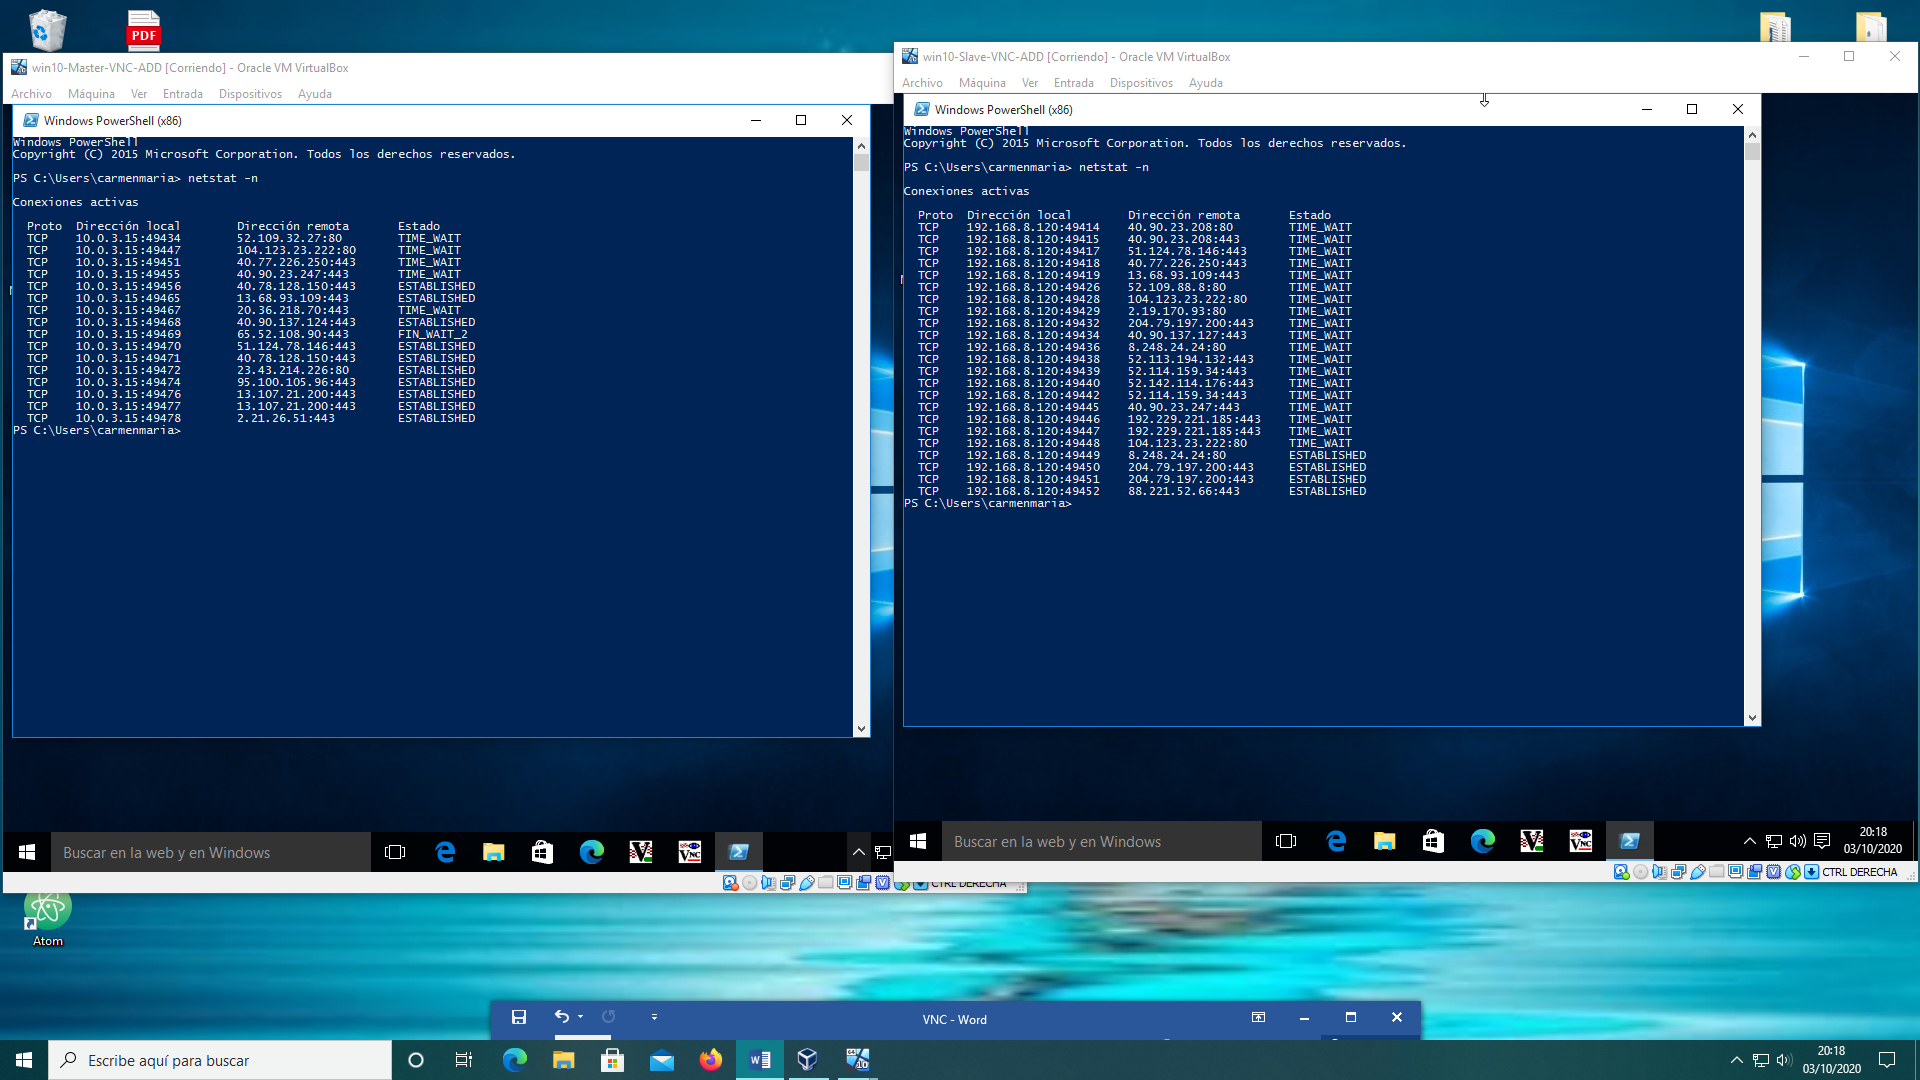 PDF
win10-Master-VNC-ADD [Corriendo] - Oracle VM VirtualBox
Archivo Máquina Ver Entrada Dispositivos Ayuda
Windows PowerShell (x86)
Windows PowerShell
Copyright (C) 2015 Microsoft Corporation. Todos los derechos reservados.
PS C:\Users\carmenmaria> netstat -n
Conexiones activas
Proto Dirección local Dirección remota Estado
TCP 10.0.3.15:49434 52.109.32.27:80 TIME_WAIT
TCP 10.0.3.15:49447 104.123.23.222:80 TIME_WAIT
TCP 10.0.3.15:49451 40.77.226.250:443 TIME_WAIT
TCP 10.0.3.15:49455 40.90.23.247:443 TIME_WAIT
TCP 10.0.3.15:49456 40.78.128.150:443 ESTABLISHED
TCP 10.0.3.15:49465 13.68.93.109:443 ESTABLISHED
TCP 10.0.3.15:49467 20.36.218.70:443 TIME_WAIT
TCP 10.0.3.15:49468 40.90.137.124:443 ESTABLISHED
TCP 10.0.3.15:49469 65.52.108.90:443 FIN_WAIT_2
TCP 10.0.3.15:49470 51.124.78.146:443 ESTABLISHED
TCP 10.0.3.15:49471 40.78.128.150:443 ESTABLISHED
TCP 10.0.3.15:49472 23.43.214.226:80 ESTABLISHED
TCP 10.0.3.15:49474 95.100.105.96:443 ESTABLISHED
TCP 10.0.3.15:49476 13.107.21.200:443 ESTABLISHED
TCP 10.0.3.15:49477 13.107.21.200:443 ESTABLISHED
TCP 10.0.3.15:49478 2.21.26.51:443 ESTABLISHED
PS C:\Users\carmenmaria>
Buscar en la web y en Windows
CTRL DERECHA
win10-Slave-VNC-ADD [Corriendo] - Oracle VM VirtualBox
Archivo Máquina Ver Entrada Dispositivos Ayuda
Windows PowerShell (x86)
Windows PowerShell
Copyright (C) 2015 Microsoft Corporation. Todos los derechos reservados.
PS C:\Users\carmenmaria> netstat -n
Conexiones activas
Proto Dirección local Dirección remota Estado
TCP 192.168.8.120:49414 40.90.23.208:80 TIME_WAIT
TCP 192.168.8.120:49415 40.90.23.208:443 TIME_WAIT
TCP 192.168.8.120:49417 51.124.78.146:443 TIME_WAIT
TCP 192.168.8.120:49418 40.77.226.250:443 TIME_WAIT
TCP 192.168.8.120:49419 13.68.93.109:443 TIME_WAIT
TCP 192.168.8.120:49426 52.109.88.8:80 TIME_WAIT
TCP 192.168.8.120:49428 104.123.23.222:80 TIME_WAIT
TCP 192.168.8.120:49429 2.19.170.93:80 TIME_WAIT
TCP 192.168.8.120:49432 204.79.197.200:443 TIME_WAIT
TCP 192.168.8.120:49434 40.90.137.127:443 TIME_WAIT
TCP 192.168.8.120:49436 8.248.24.24:80 TIME_WAIT
TCP 192.168.8.120:49438 52.113.194.132:443 TIME_WAIT
TCP 192.168.8.120:49439 52.114.159.34:443 TIME_WAIT
TCP 192.168.8.120:49440 52.142.114.176:443 TIME_WAIT
TCP 192.168.8.120:49442 52.114.159.34:443 TIME_WAIT
TCP 192.168.8.120:49445 40.90.23.247:443 TIME_WAIT
TCP 192.168.8.120:49446 192.229.221.185:443 TIME_WAIT
TCP 192.168.8.120:49447 192.229.221.185:443 TIME_WAIT
TCP 192.168.8.120:49448 104.123.23.222:80 TIME_WAIT
TCP 192.168.8.120:49449 8.248.24.24:80 ESTABLISHED
TCP 192.168.8.120:49450 204.79.197.200:443 ESTABLISHED
TCP 192.168.8.120:49451 204.79.197.200:443 ESTABLISHED
TCP 192.168.8.120:49452 88.221.52.66:443 ESTABLISHED
PS C:\Users\carmenmaria>
Buscar en la web y en Windows
20:18
03/10/2020
CTRL DERECHA
Atom
VNC - Word
Escribe aquí para buscar
20:18
03/10/2020